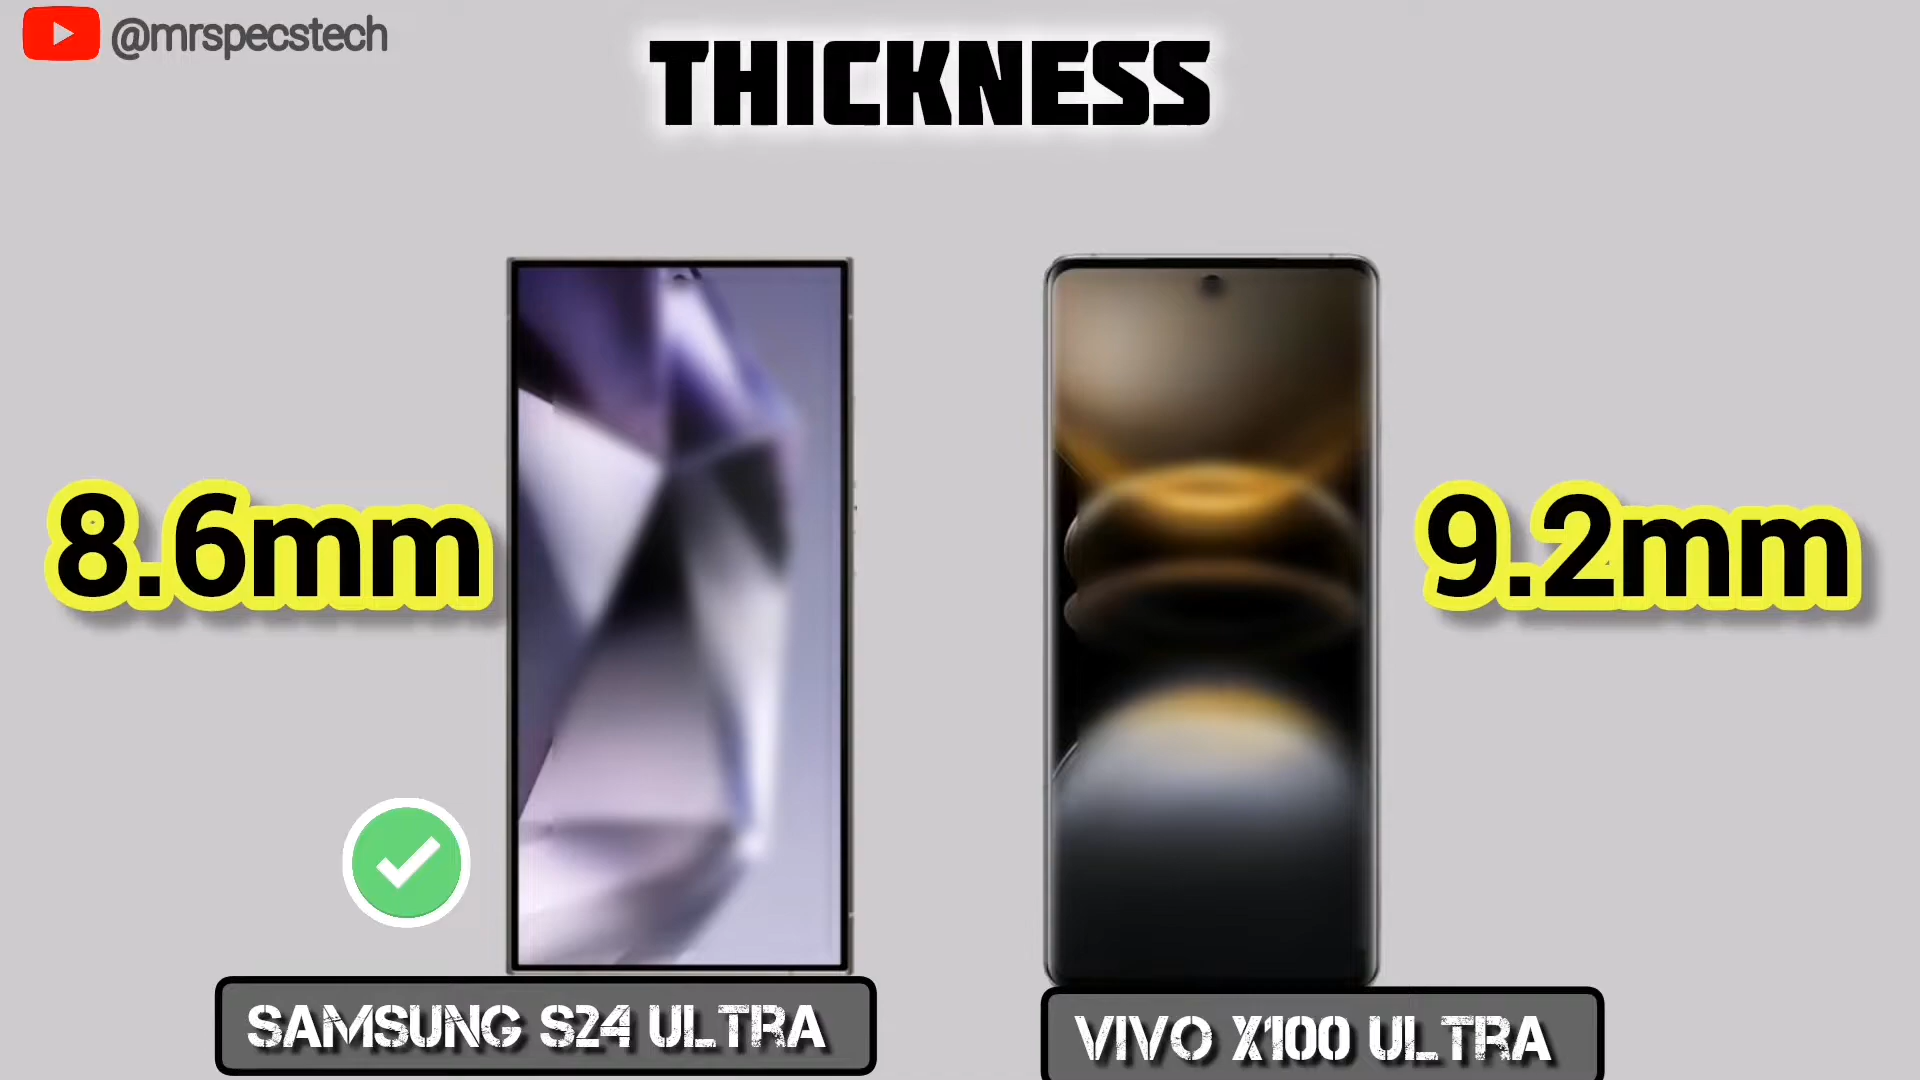 @mrspecstech
THICKNESS
8.6mm
9.2mm
SAMSUNG S24 ULTRA
VIVO X100 ULTRA